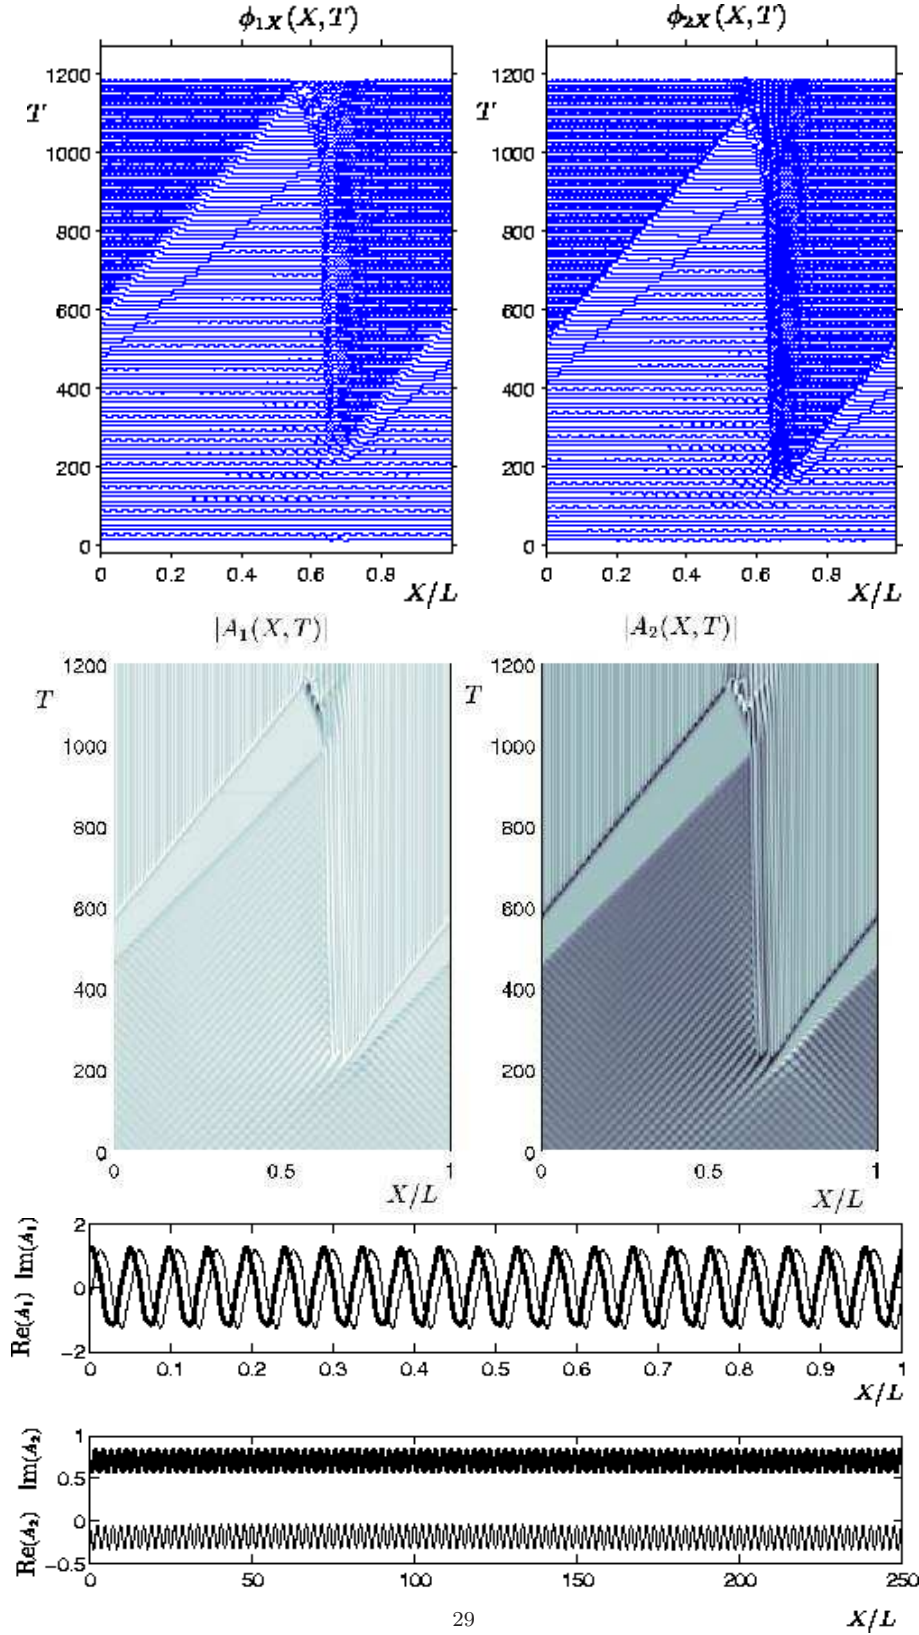 ϕ₁X(X, T) ϕ₂X(X, T)
1200 1200
T T
1000 1000
800 800
600 600
400 400
200 200
0 0
0 0.2 0.4 0.6 0.8 0 0.2 0.4 0.6 0.8
X/L X/L
|A₁(X, T)| |A₂(X, T)|
1200 1200
T T
1000 1000
800 800
600 600
400 400
200 200
0 0
0 0.5 1 0 0.5 1
X/L X/L
Re(A₁) Im(A₁)
2
0
−2
0 0.1 0.2 0.3 0.4 0.5 0.6 0.7 0.8 0.9 1
X/L
Re(A₂) Im(A₂)
1
0.5
0
−0.5
0 50 100 150 200 250
29 X/L